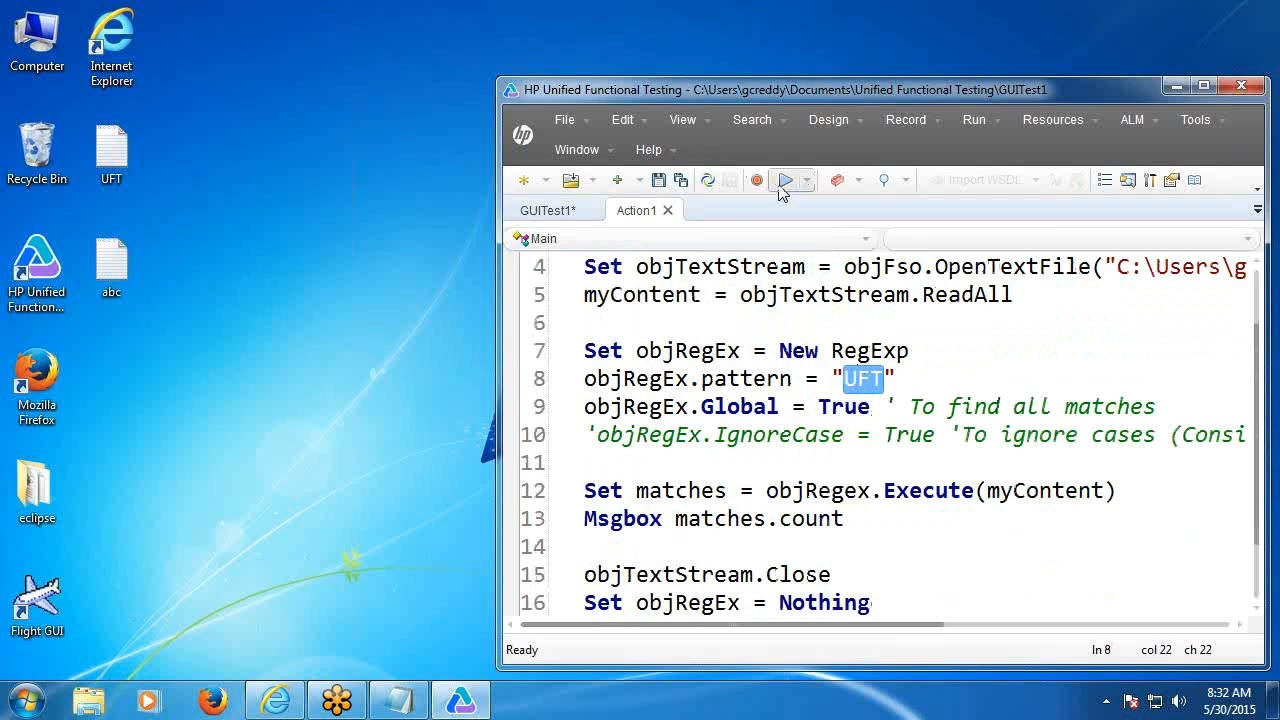 Computer
Internet
Explorer
Recycle Bin
UFT
HP Unified
Function...
abc
Mozilla
Firefox
eclipse
Flight GUI
HP Unified Functional Testing - C:\Users\gcreddy\Documents\Unified Functional Testing\GUITest1
hp
File Edit View Search Design Record Run Resources ALM Tools
Window Help
Import WSDL
GUITest1* Action1
Main
4 Set objTextStream = objFso.OpenTextFile("C:\Users\g
5 myContent = objTextStream.ReadAll
6
7 Set objRegEx = New RegExp
8 objRegEx.pattern = "UFT"
9 objRegEx.Global = True ' To find all matches
10 'objRegEx.IgnoreCase = True 'To ignore cases (Consi
11
12 Set matches = objRegex.Execute(myContent)
13 Msgbox matches.count
14
15 objTextStream.Close
16 Set objRegEx = Nothing
Ready ln 8 col 22 ch 22
8:32 AM
5/30/2015